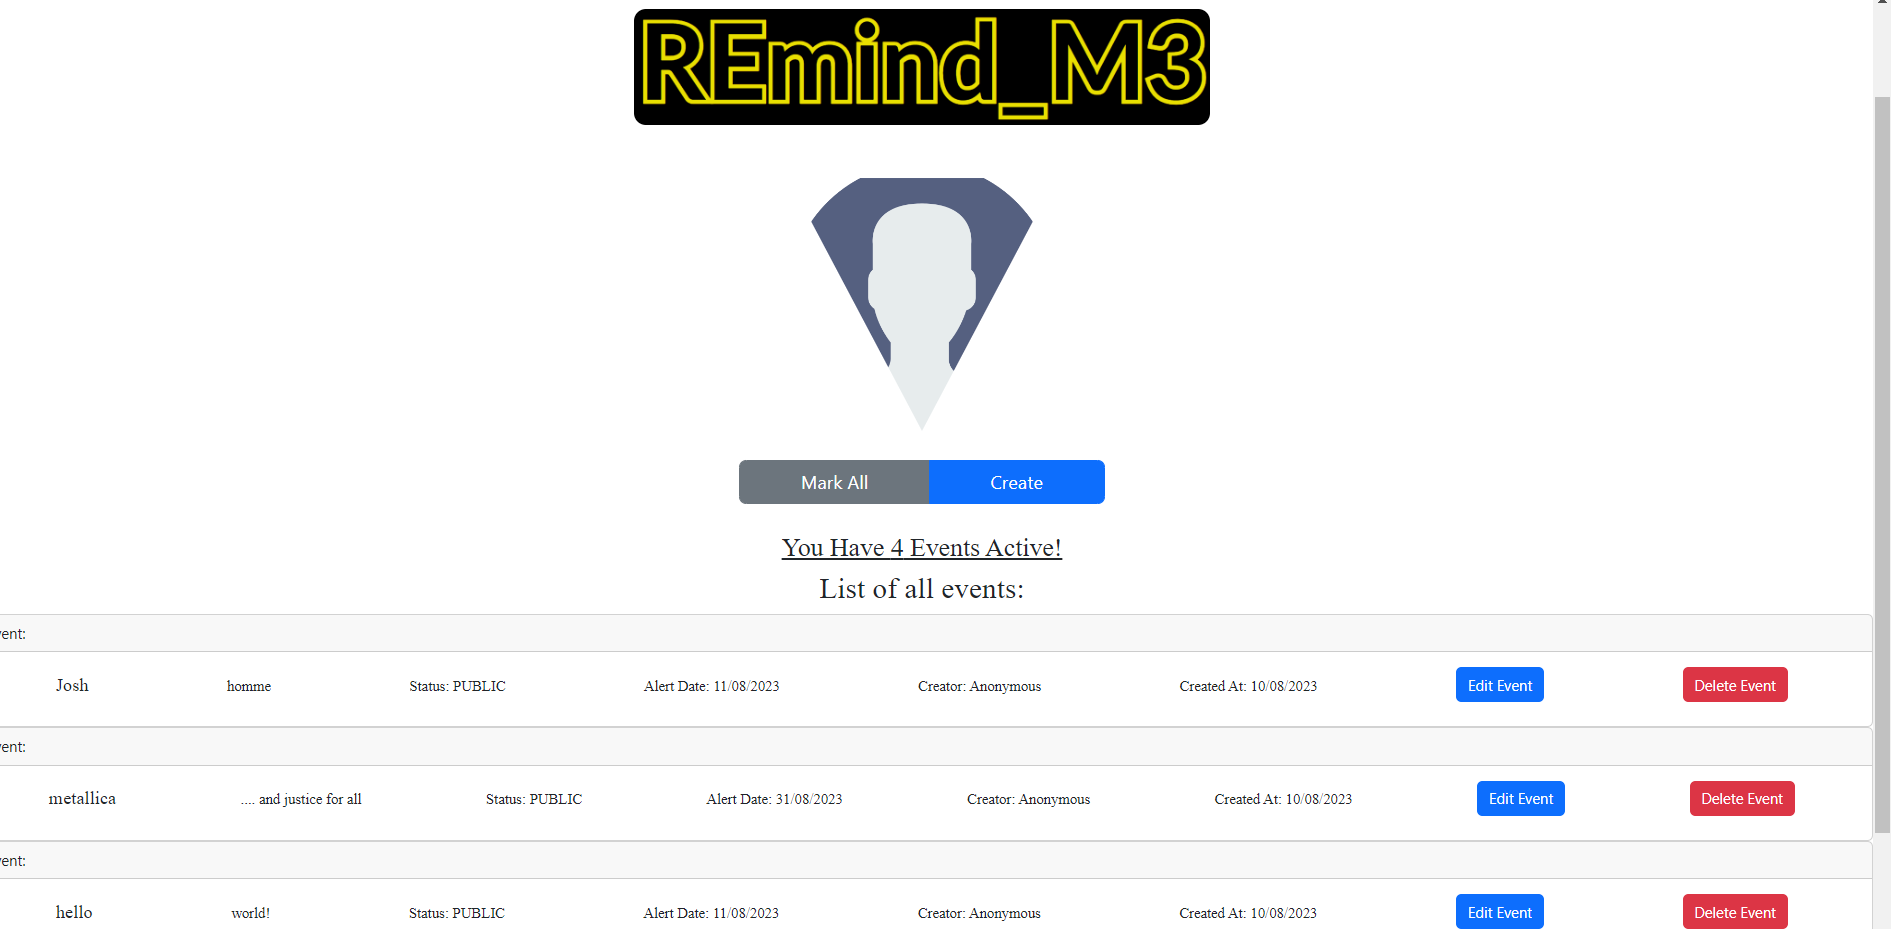 REmind_M3
Mark All Create
You Have 4 Events Active!
List of all events:
ent:
Josh homme Status: PUBLIC Alert Date: 11/08/2023 Creator: Anonymous Created At: 10/08/2023 Edit Event Delete Event
ent:
metallica .... and justice for all Status: PUBLIC Alert Date: 31/08/2023 Creator: Anonymous Created At: 10/08/2023 Edit Event Delete Event
ent:
hello world! Status: PUBLIC Alert Date: 11/08/2023 Creator: Anonymous Created At: 10/08/2023 Edit Event Delete Event